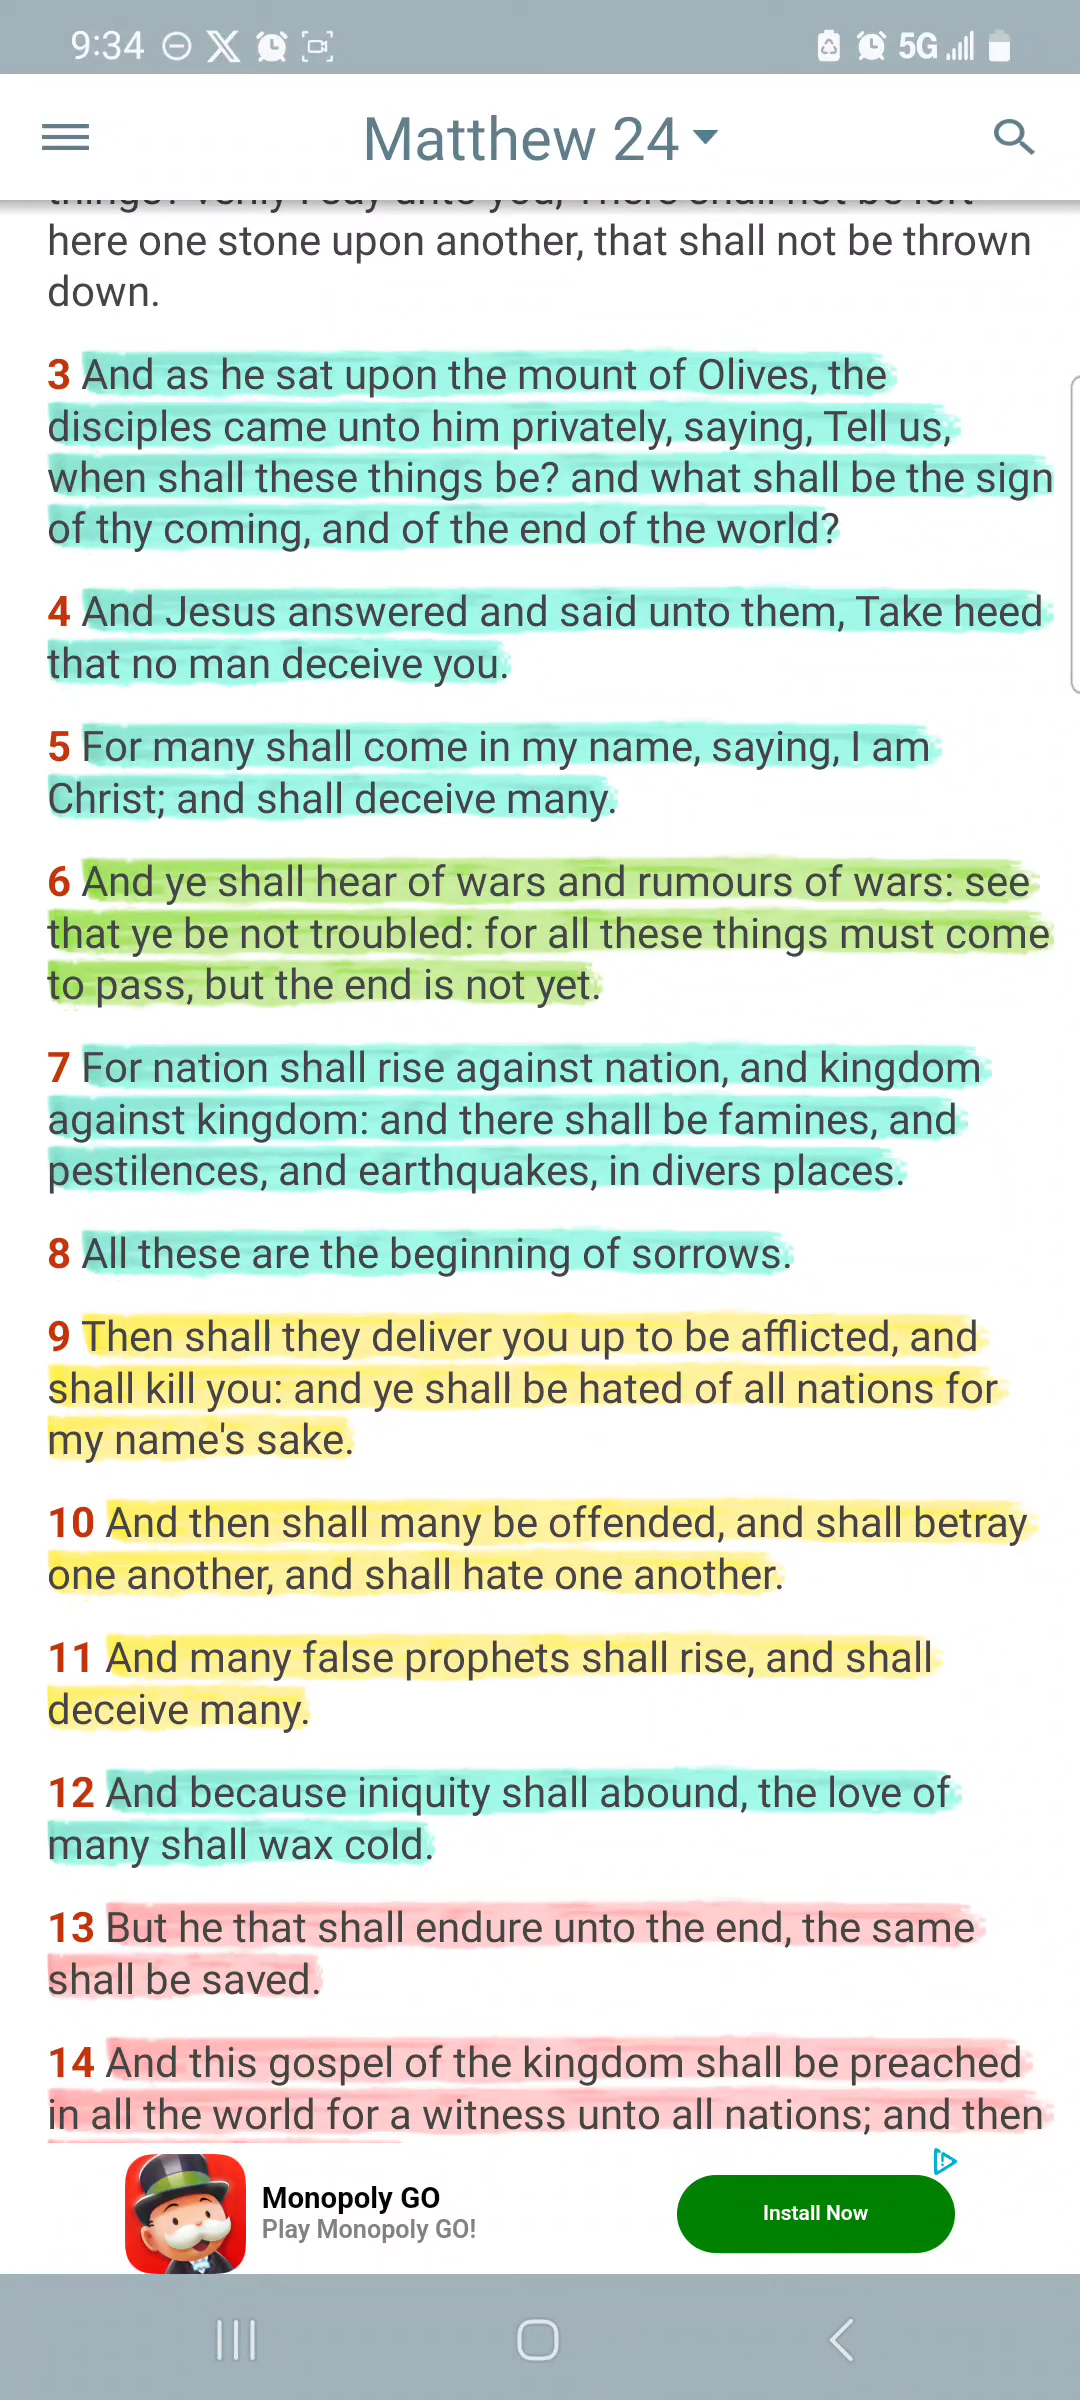 9:34
5G
Matthew 24
things? Verily I say unto you, There shall not be left
here one stone upon another, that shall not be thrown
down.
3 And as he sat upon the mount of Olives, the
disciples came unto him privately, saying, Tell us,
when shall these things be? and what shall be the sign
of thy coming, and of the end of the world?
4 And Jesus answered and said unto them, Take heed
that no man deceive you.
5 For many shall come in my name, saying, I am
Christ; and shall deceive many.
6 And ye shall hear of wars and rumours of wars: see
that ye be not troubled: for all these things must come
to pass, but the end is not yet.
7 For nation shall rise against nation, and kingdom
against kingdom: and there shall be famines, and
pestilences, and earthquakes, in divers places.
8 All these are the beginning of sorrows.
9 Then shall they deliver you up to be afflicted, and
shall kill you: and ye shall be hated of all nations for
my name's sake.
10 And then shall many be offended, and shall betray
one another, and shall hate one another.
11 And many false prophets shall rise, and shall
deceive many.
12 And because iniquity shall abound, the love of
many shall wax cold.
13 But he that shall endure unto the end, the same
shall be saved.
14 And this gospel of the kingdom shall be preached
in all the world for a witness unto all nations; and then
Monopoly GO
Play Monopoly GO!
Install Now